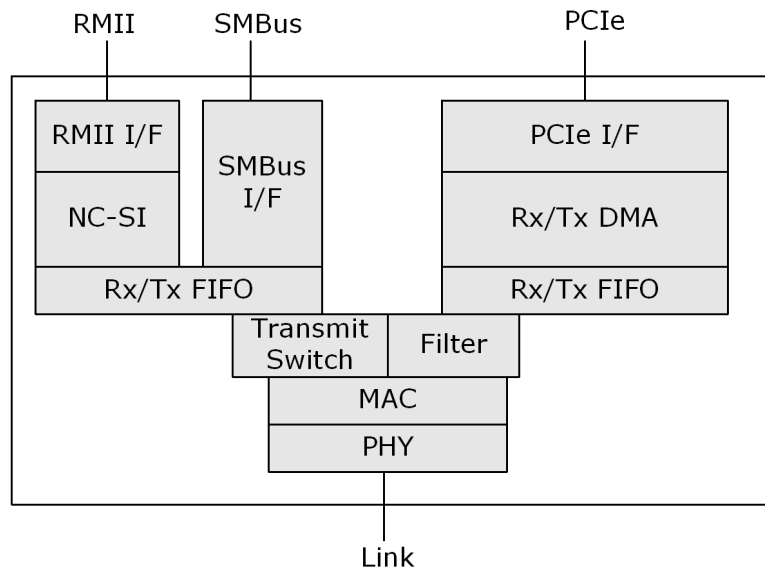 RMII
SMBus
PCIe
RMII I/F
SMBus
I/F
PCIe I/F
NC-SI
Rx/Tx DMA
Rx/Tx FIFO
Rx/Tx FIFO
Transmit
Switch
Filter
MAC
PHY
Link